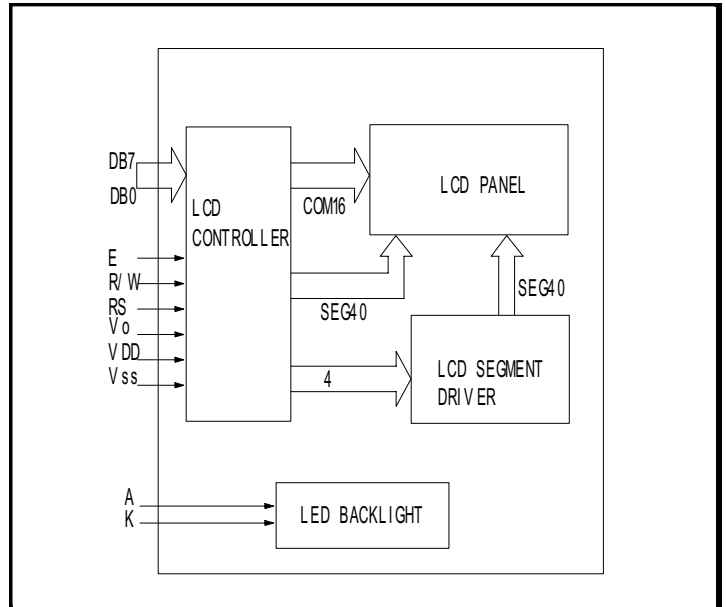 DB7
DB0
E
R/W
RS
Vo
VDD
Vss
LCD
CONTROLLER
COM16
SEG40
4
LCD PANEL
SEG40
LCD SEGMENT
DRIVER
A
K
LED BACKLIGHT